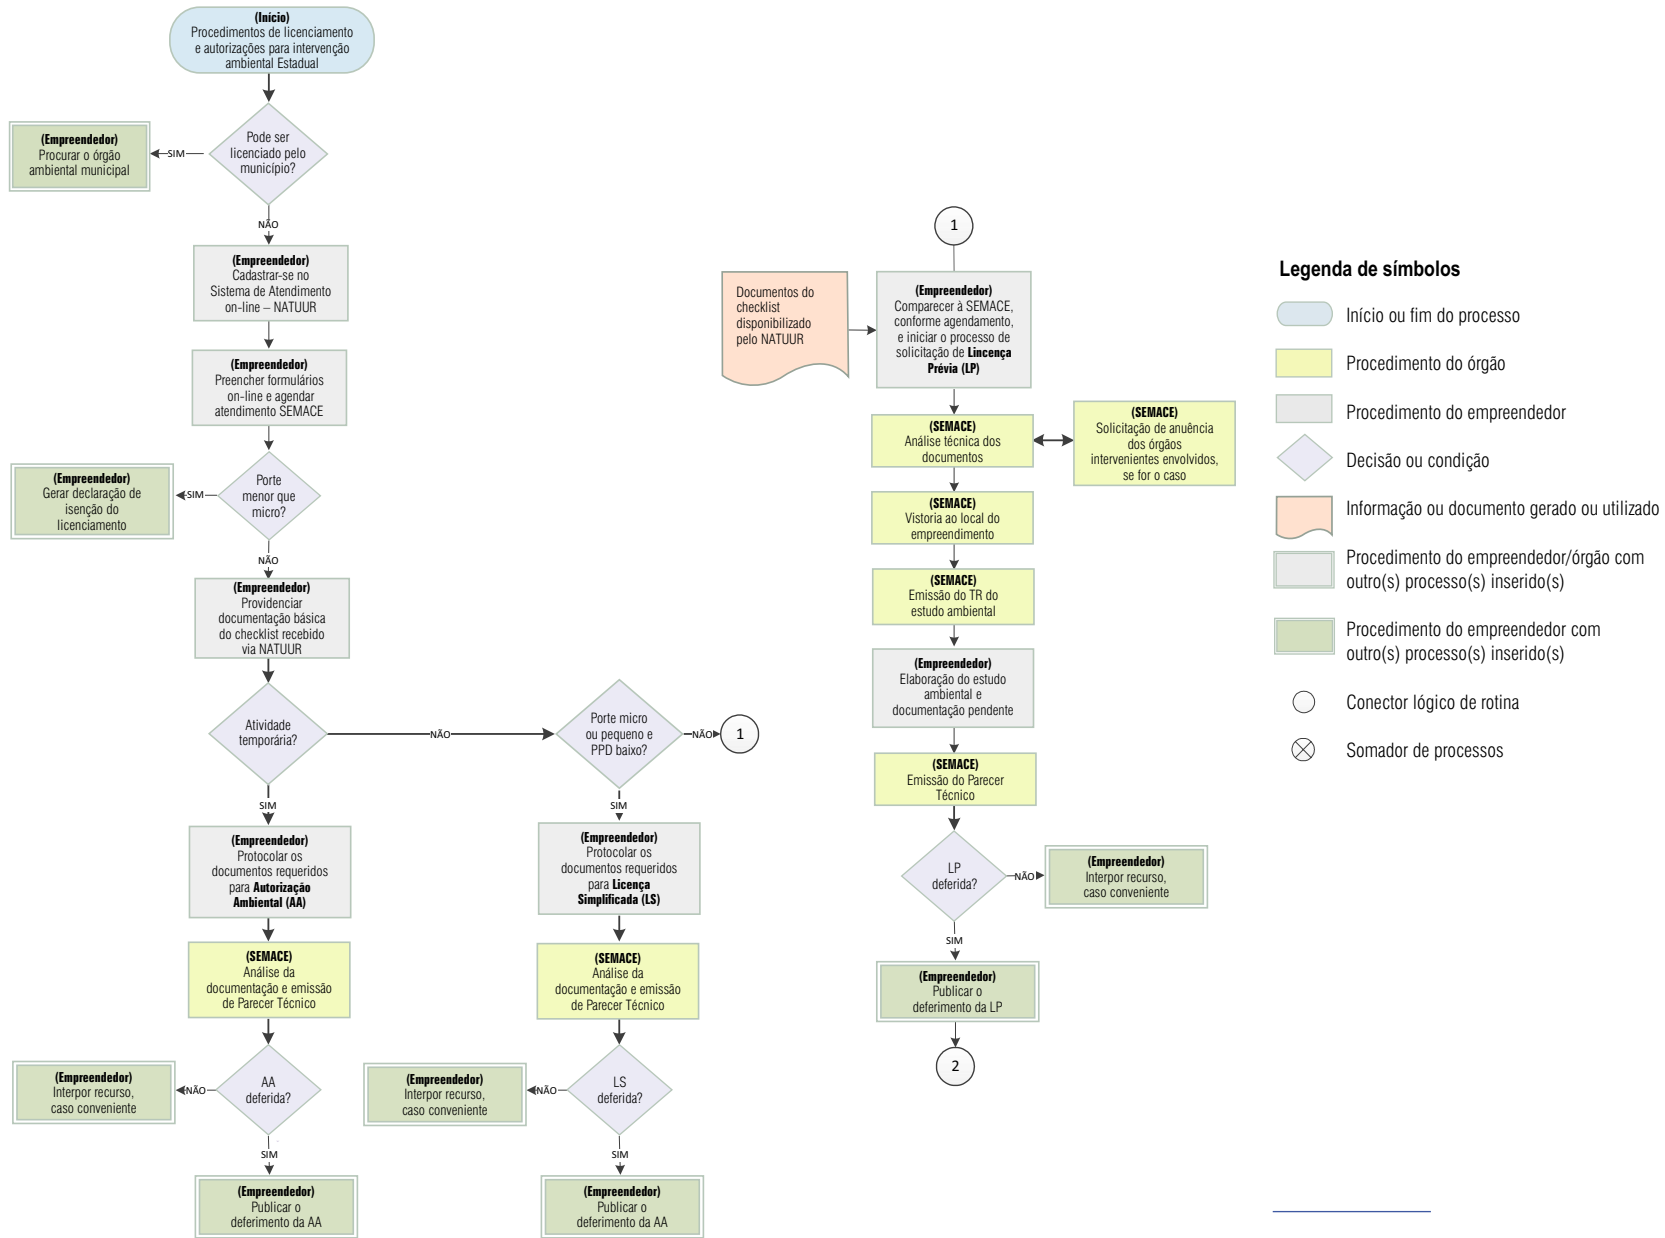 (Início)
Procedimentos de licenciamento
e autorizações para intervenção
ambiental Estadual
Pode ser
licenciado pelo
município?
SIM
(Empreendedor)
Procurar o órgão
ambiental municipal
NÃO
(Empreendedor)
Cadastrar-se no
Sistema de Atendimento
on-line – NATUUR
(Empreendedor)
Preencher formulários
on-line e agendar
atendimento SEMACE
Porte
menor que
micro?
SIM
(Empreendedor)
Gerar declaração de
isenção do
licenciamento
NÃO
(Empreendedor)
Providenciar
documentação básica
do checklist recebido
via NATUUR
Atividade
temporária?
NÃO
Porte micro
ou pequeno e
PPD baixo?
NÃO
1
SIM
(Empreendedor)
Protocolar os
documentos requeridos
para Autorização
Ambiental (AA)
(SEMACE)
Análise da
documentação e emissão
de Parecer Técnico
AA
deferida?
NÃO
(Empreendedor)
Interpor recurso,
caso conveniente
SIM
(Empreendedor)
Publicar o
deferimento da AA
SIM
(Empreendedor)
Protocolar os
documentos requeridos
para Licença
Simplificada (LS)
(SEMACE)
Análise da
documentação e emissão
de Parecer Técnico
LS
deferida?
NÃO
(Empreendedor)
Interpor recurso,
caso conveniente
SIM
(Empreendedor)
Publicar o
deferimento da AA
1
Documentos do
checklist
disponibilizado
pelo NATUUR
(Empreendedor)
Comparecer à SEMACE,
conforme agendamento,
e iniciar o processo de
solicitação de Lincença
Prévia (LP)
(SEMACE)
Análise técnica dos
documentos
(SEMACE)
Solicitação de anuência
dos órgãos
intervenientes envolvidos,
se for o caso
(SEMACE)
Vistoria ao local do
empreendimento
(SEMACE)
Emissão do TR do
estudo ambiental
(Empreendedor)
Elaboração do estudo
ambiental e
documentação pendente
(SEMACE)
Emissão do Parecer
Técnico
LP
deferida?
NÃO
(Empreendedor)
Interpor recurso,
caso conveniente
SIM
(Empreendedor)
Publicar o
deferimento da LP
2
Legenda de símbolos
Início ou fim do processo
Procedimento do órgão
Procedimento do empreendedor
Decisão ou condição
Informação ou documento gerado ou utilizado
Procedimento do empreendedor/órgão com
outro(s) processo(s) inserido(s)
Procedimento do empreendedor com
outro(s) processo(s) inserido(s)
Conector lógico de rotina
Somador de processos